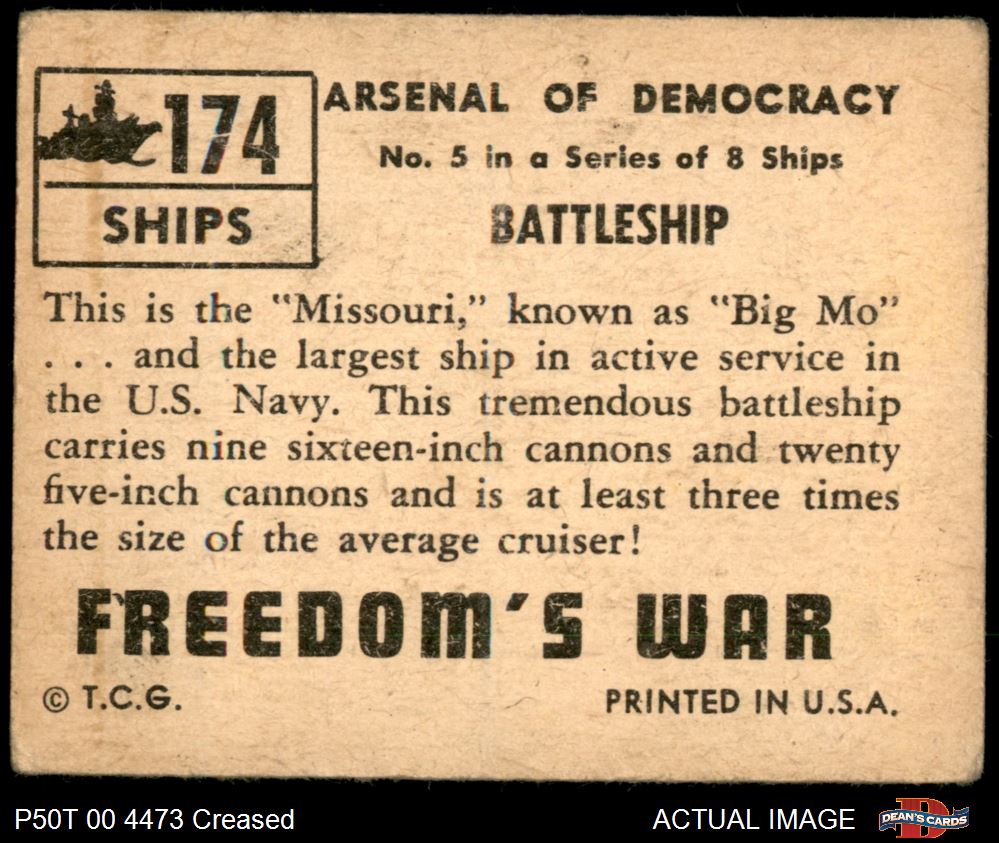 174
SHIPS
ARSENAL OF DEMOCRACY
No. 5 in a Series of 8 Ships
BATTLESHIP
This is the "Missouri," known as "Big Mo"
. . . and the largest ship in active service in
the U.S. Navy. This tremendous battleship
carries nine sixteen-inch cannons and twenty
five-inch cannons and is at least three times
the size of the average cruiser!
FREEDOM'S WAR
© T.C.G.
PRINTED IN U.S.A.
P50T 00 4473 Creased
ACTUAL IMAGE
DEAN'S CARDS